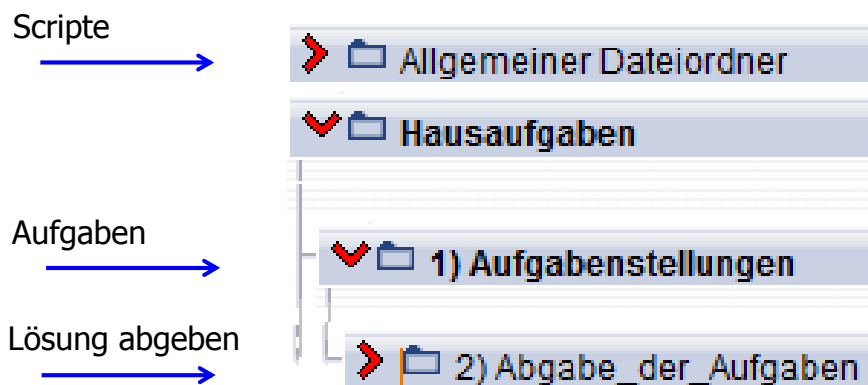 Scripte
Allgemeiner Dateiordner
Hausaufgaben
Aufgaben
1) Aufgabenstellungen
Lösung abgeben
2) Abgabe_der_Aufgaben